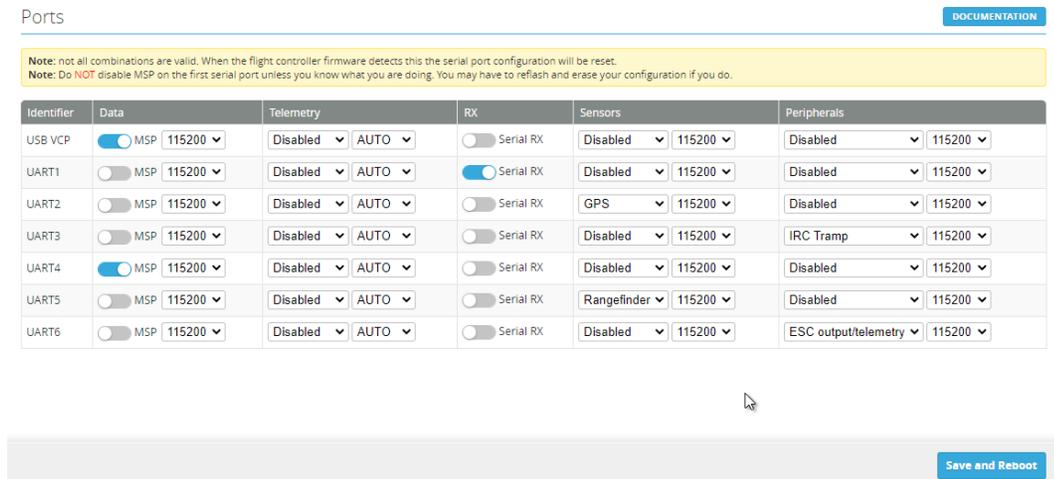 Ports
DOCUMENTATION
Note: not all combinations are valid. When the flight controller firmware detects this the serial port configuration will be reset.
Note: Do NOT disable MSP on the first serial port unless you know what you are doing. You may have to reflash and erase your configuration if you do.
Identifier Data Telemetry RX Sensors Peripherals
USB VCP MSP 115200 Disabled AUTO Serial RX Disabled 115200 Disabled 115200
UART1 MSP 115200 Disabled AUTO Serial RX Disabled 115200 Disabled 115200
UART2 MSP 115200 Disabled AUTO Serial RX GPS 115200 Disabled 115200
UART3 MSP 115200 Disabled AUTO Serial RX Disabled 115200 IRC Tramp 115200
UART4 MSP 115200 Disabled AUTO Serial RX Disabled 115200 Disabled 115200
UART5 MSP 115200 Disabled AUTO Serial RX Rangefinder 115200 Disabled 115200
UART6 MSP 115200 Disabled AUTO Serial RX Disabled 115200 ESC output/telemetry 115200
Save and Reboot